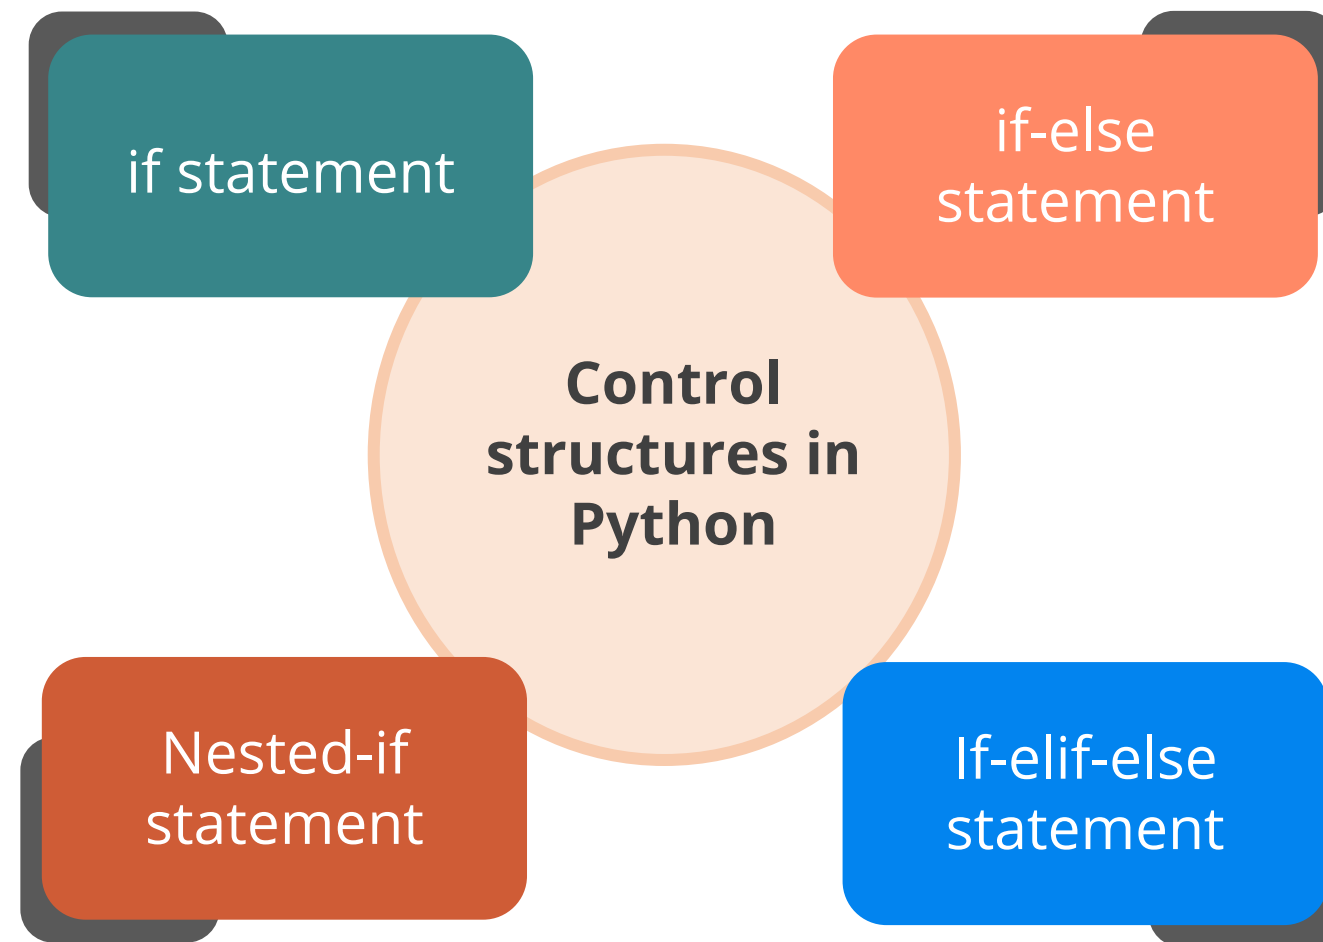 if statement
if-else
statement
Control
structures in
Python
Nested-if
statement
If-elif-else
statement